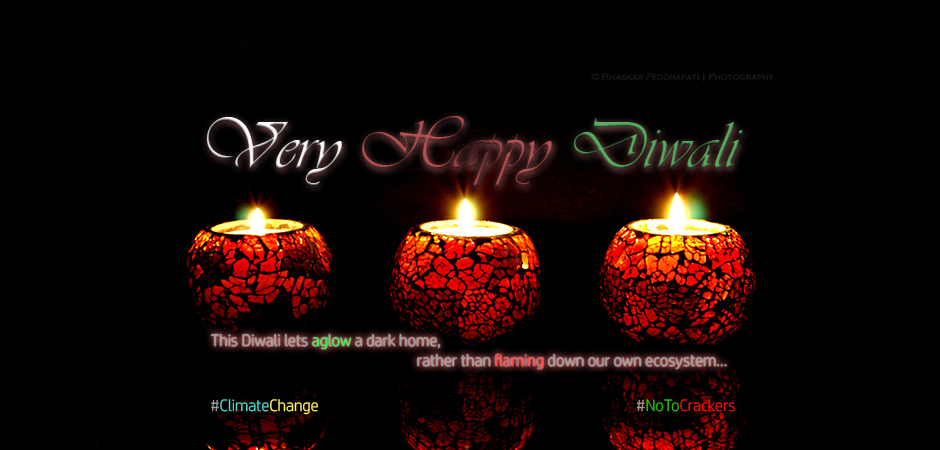 © Bhaskar Peddhapati | Photography
Very Happy Diwali
This Diwali lets aglow a dark home,
rather than flaming down our own ecosystem...
#ClimateChange #NoToCrackers